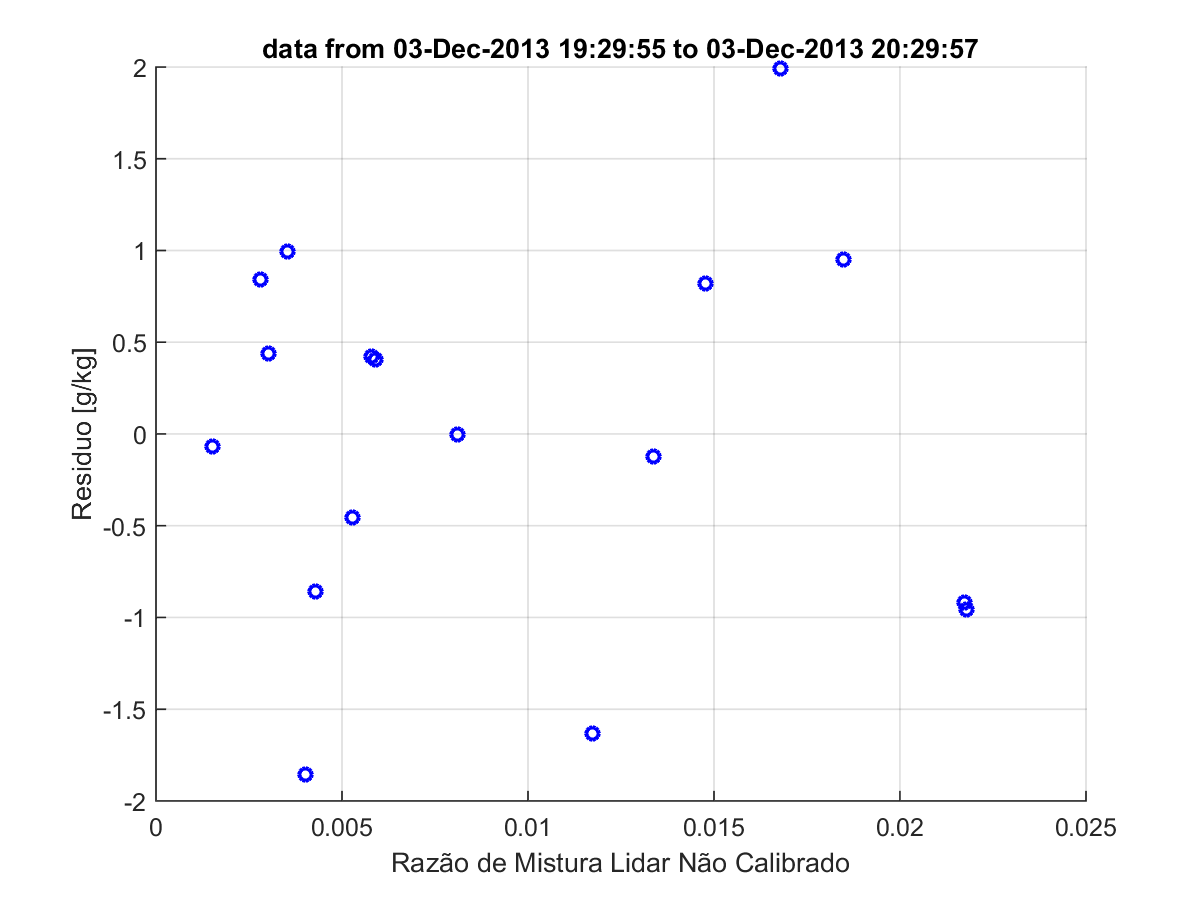 data from 03-Dec-2013 19:29:55 to 03-Dec-2013 20:29:57
2
1.5
1
0.5
0
-0.5
-1
-1.5
-2
Residuo [g/kg]
0 0.005 0.01 0.015 0.02 0.025
Razão de Mistura Lidar Não Calibrado